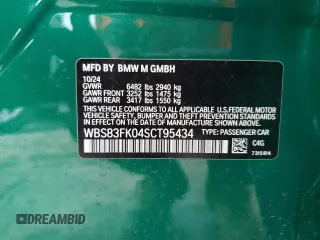 MFD BY BMW M GMBH
10/24
GVWR 6482 lbs 2940 kg
GAWR FRONT 3252 lbs 1475 kg
GAWR REAR 3417 lbs 1550 kg
THIS VEHICLE CONFORMS TO ALL APPLICABLE
FEDERAL MOTOR VEHICLE SAFETY, BUMPER,
AND THEFT PREVENTION STANDARDS IN
EFFECT ON THE DATE OF MANUFACTURE
SHOWN ABOVE.
WBS83FK04SCT95434 TYPE: PASSENGER CAR
C4G
DREAMBID